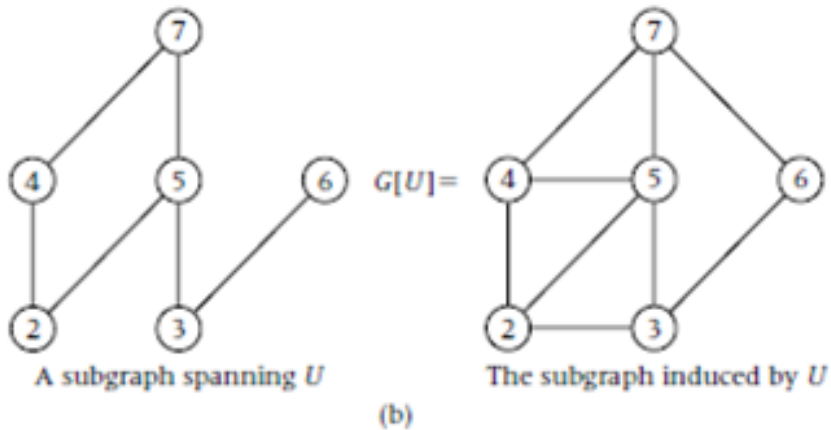 7 7
4 5 6 G[U]= 4 5 6
2 3 2 3
A subgraph spanning U The subgraph induced by U
(b)